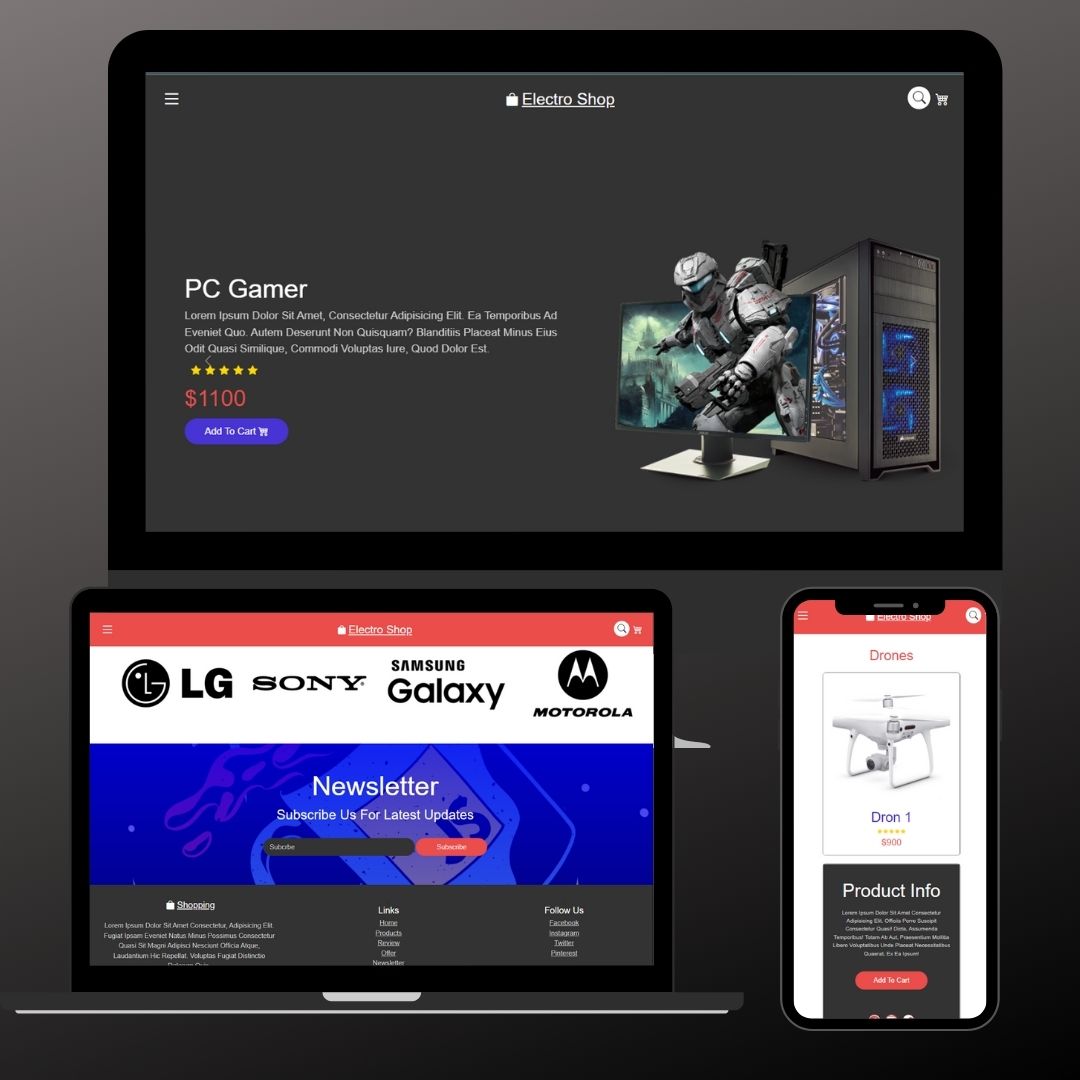 Electro Shop
PC Gamer
Lorem Ipsum Dolor Sit Amet, Consectetur Adipisicing Elit. Ea Temporibus Ad
Eveniet Quo. Autem Deserunt Non Quisquam? Blanditiis Placeat Minus Eius
Odit Quasi Similique, Commodi Voluptas Iure, Quod Dolor Est.
$1100
Add To Cart
Electro Shop
LG
SONY
SAMSUNG
Galaxy
MOTOROLA
Newsletter
Subscribe Us For Latest Updates
Subcribe
Subscribe
Shopping
Lorem Ipsum Dolor Sit Amet Consectetur, Adipisicing Elit.
Fugiat Ipsam Eveniet Natus Minus Possimus Consectetur
Quasi Sit Magni Adipisci Nesciunt Officia Atque,
Laudantium Hic Repellat. Voluptas Fugiat Distinctio
Links
Home
Products
Review
Offer
Newsletter
Follow Us
Facebook
Instagram
Twitter
Pinterest
Electro Shop
Drones
Dron 1
$900
Product Info
Lorem Ipsum Dolor Sit Amet Consectetur
Adipisicing Elit. Officia Porro Suscipit
Consectetur Quasi! Dicta, Assumenda
Temporibus! Totam Ab Aut, Praesentium Mollitia
Libero Voluptatibus Unde Placeat Necessitatibus
Quaerat, Ex Ea Ipsum!
Add To Cart